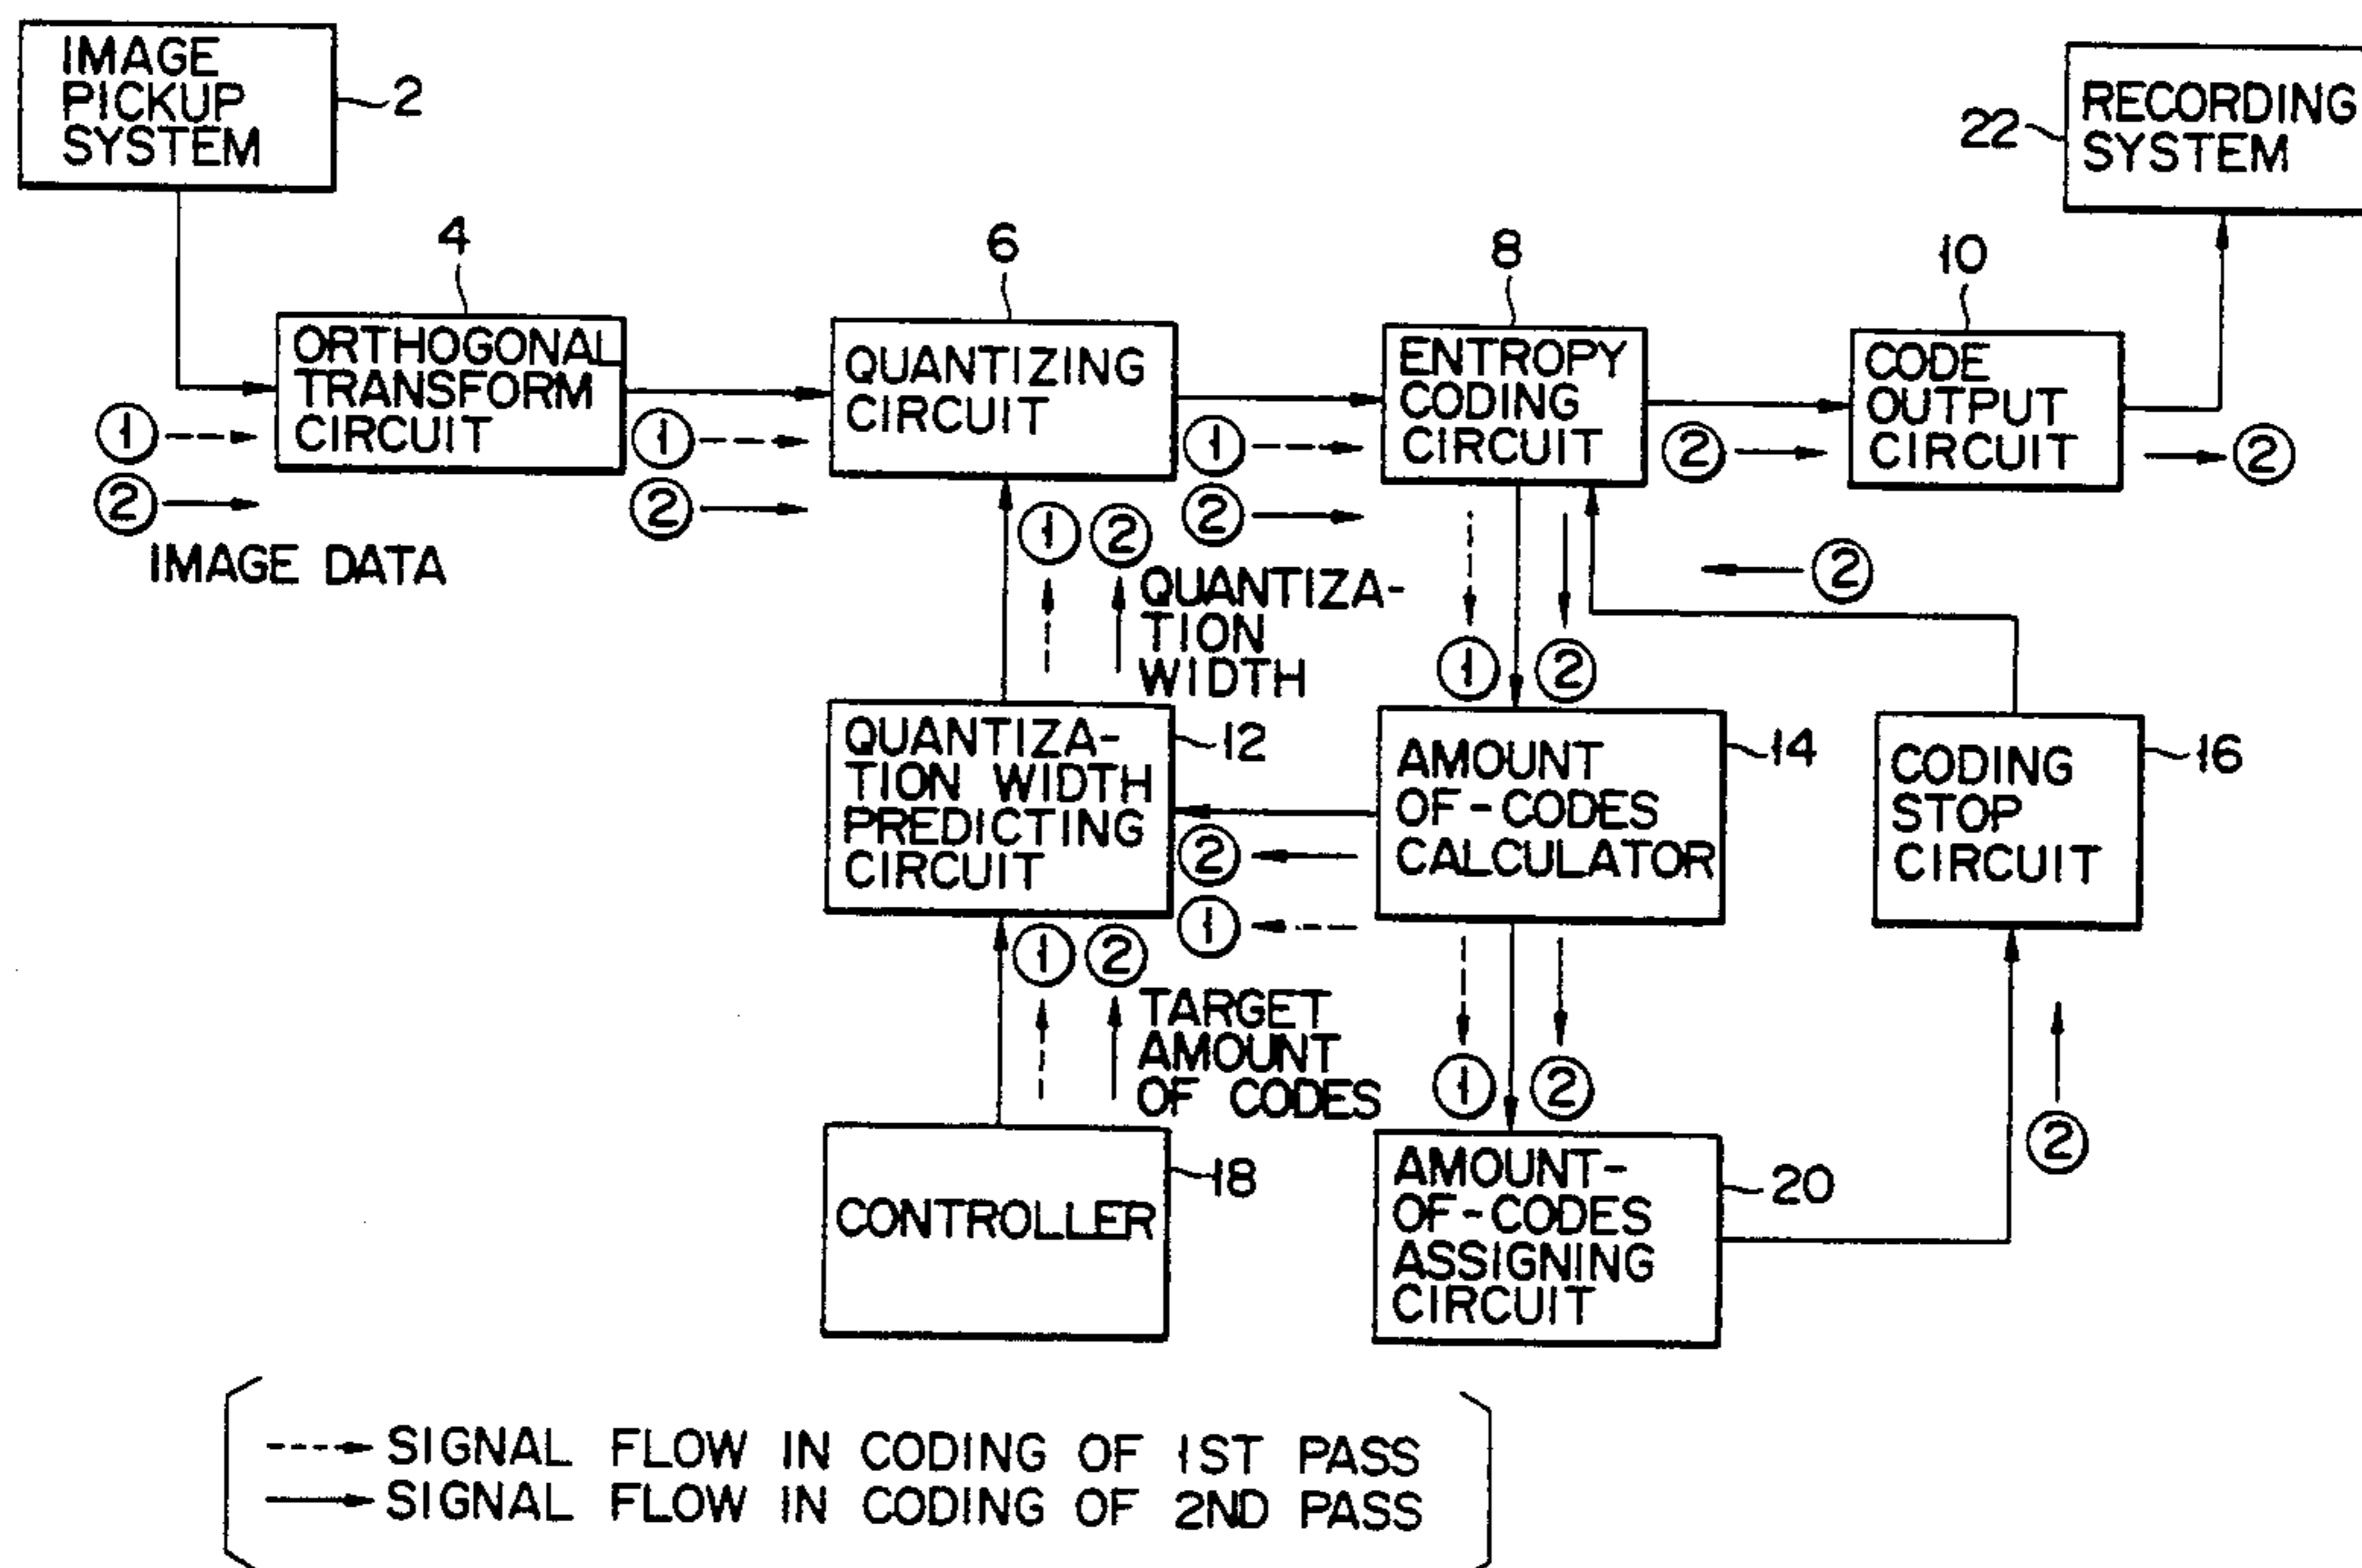 IMAGE
PICKUP
SYSTEM
2
RECORDING
SYSTEM
22
4
6
8
10
ORTHOGONAL
TRANSFORM
CIRCUIT
QUANTIZING
CIRCUIT
ENTROPY
CODING
CIRCUIT
CODE
OUTPUT
CIRCUIT
① ① ① ② ②
② ② ②
IMAGE DATA
① ②
QUANTIZA-
TION
WIDTH
① ②
②
QUANTIZA-
TION WIDTH
PREDICTING
CIRCUIT
12
AMOUNT
OF-CODES
CALCULATOR
14
CODING
STOP
CIRCUIT
16
②
①
① ②
TARGET
AMOUNT
OF CODES
① ②
②
CONTROLLER
18
AMOUNT-
OF-CODES
ASSIGNING
CIRCUIT
20
SIGNAL FLOW IN CODING OF 1ST PASS
SIGNAL FLOW IN CODING OF 2ND PASS